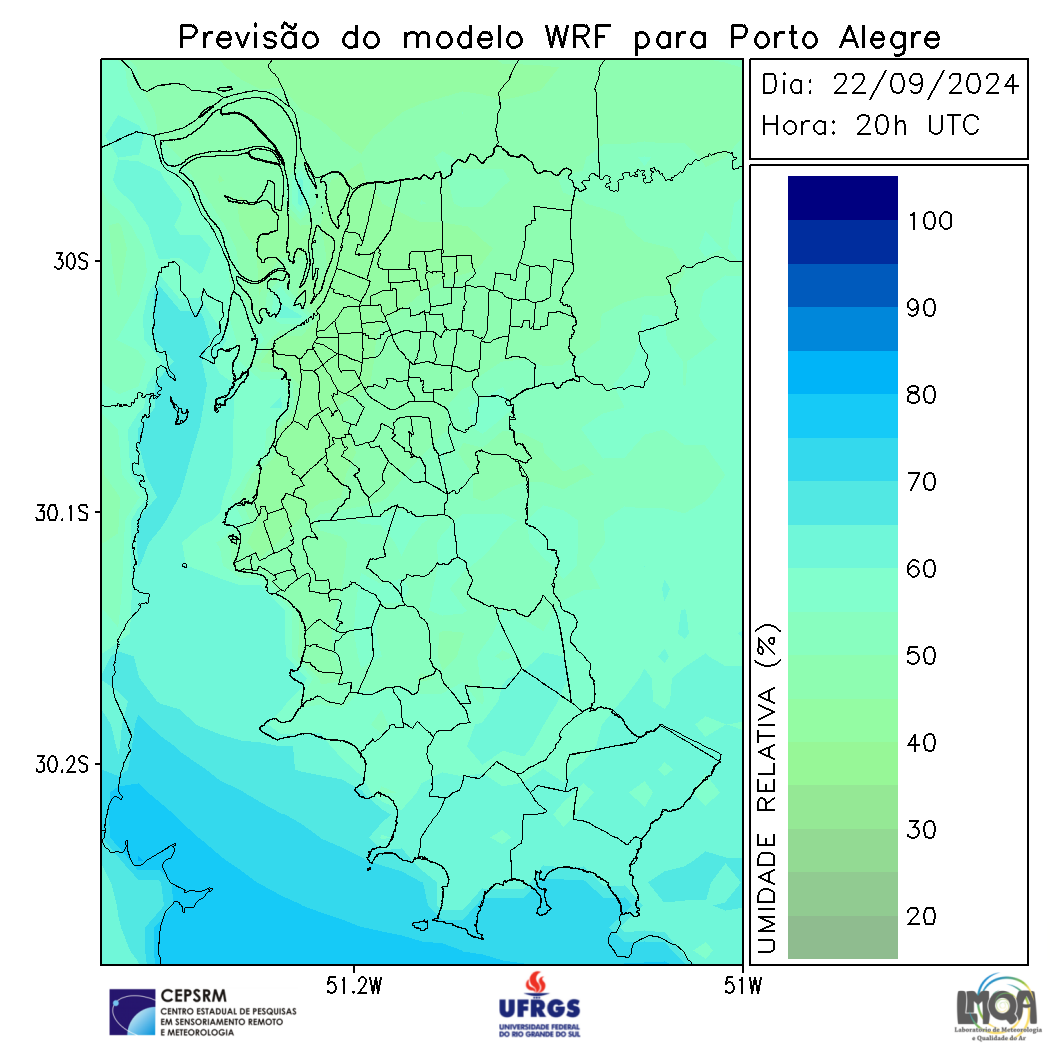 Previsão do modelo WRF para Porto Alegre
Dia: 22/09/2024
Hora: 20h UTC
30S
30.1S
30.2S
51.2W
51W
UMIDADE RELATIVA (%)
100
90
80
70
60
50
40
30
20
CEPSRM
CENTRO ESTADUAL DE PESQUISAS
EM SENSORIAMENTO REMOTO
E METEOROLOGIA
UFRGS
UNIVERSIDADE FEDERAL
DO RIO GRANDE DO SUL
LMQA
Laboratório de Meteorologia
e Qualidade do Ar